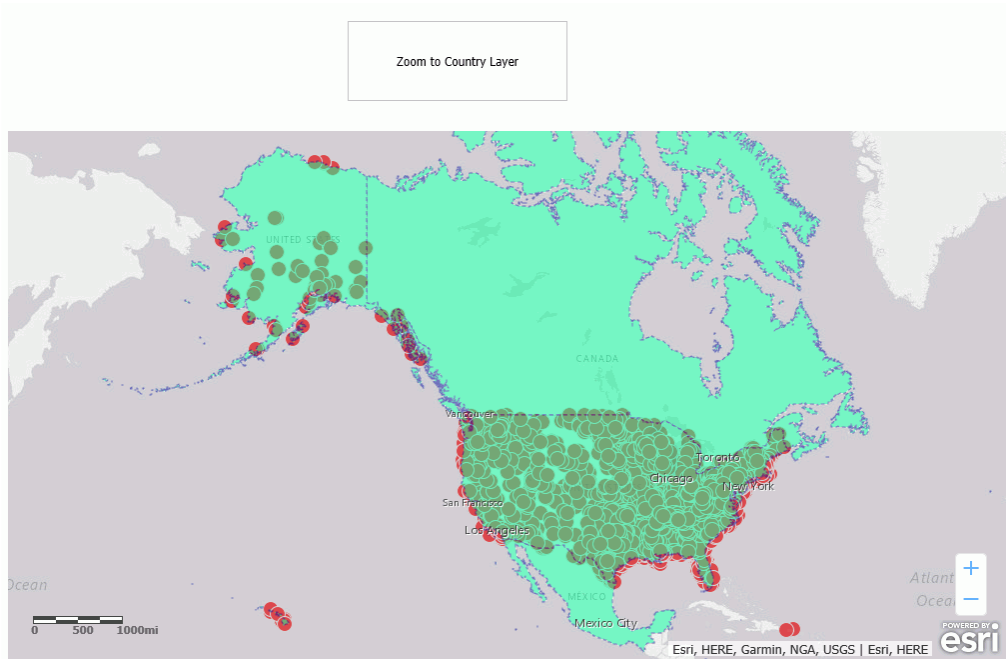 Zoom to Country Layer
UNITED STATES
CANADA
Vancouver
Toronto
Chicago
New York
San Francisco
Los Angeles
Atlant
Ocea
Ocean
MÉXICO
Mexico City
0 500 1000mi
+
−
POWERED BY
esri
Esri, HERE, Garmin, NGA, USGS | Esri, HERE